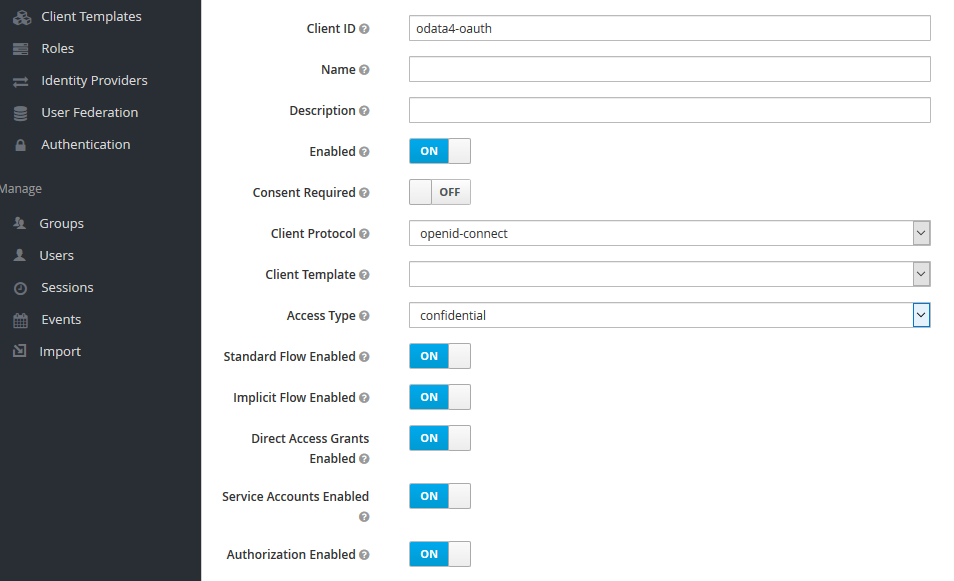 Client Templates
Roles
Identity Providers
User Federation
Authentication
Manage
Groups
Users
Sessions
Events
Import
Client ID odata4-oauth
Name
Description
Enabled ON
Consent Required OFF
Client Protocol openid-connect
Client Template
Access Type confidential
Standard Flow Enabled ON
Implicit Flow Enabled ON
Direct Access Grants
Enabled ON
Service Accounts Enabled ON
Authorization Enabled ON